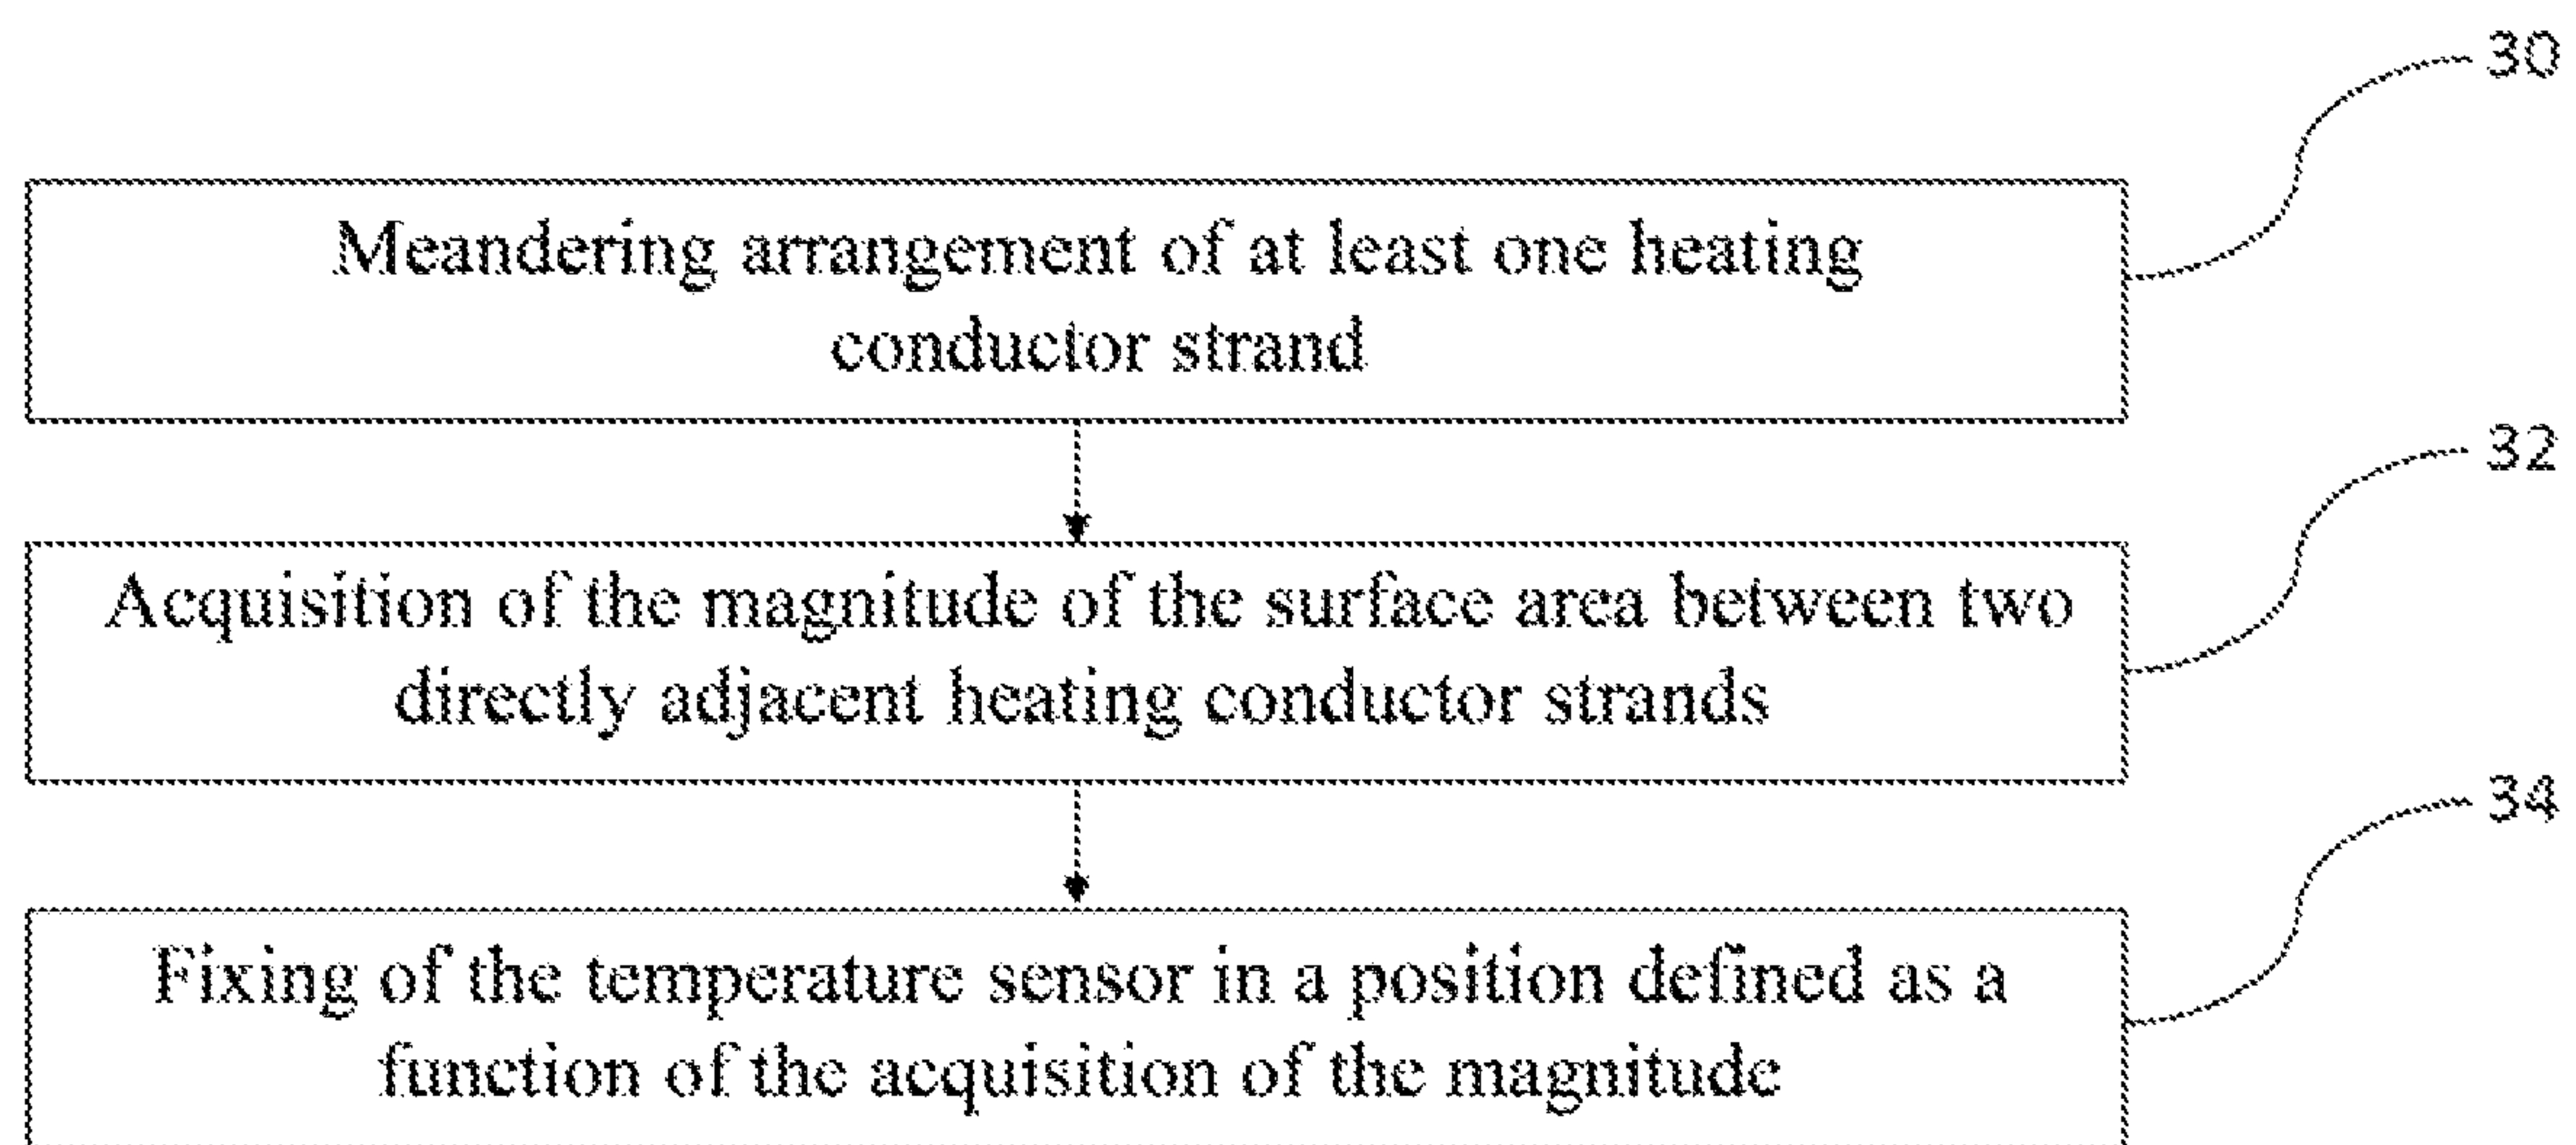 30
Meandering arrangement of at least one heating
conductor strand
32
Acquisition of the magnitude of the surface area between two
directly adjacent heating conductor strands
34
Fixing of the temperature sensor in a position defined as a
function of the acquisition of the magnitude